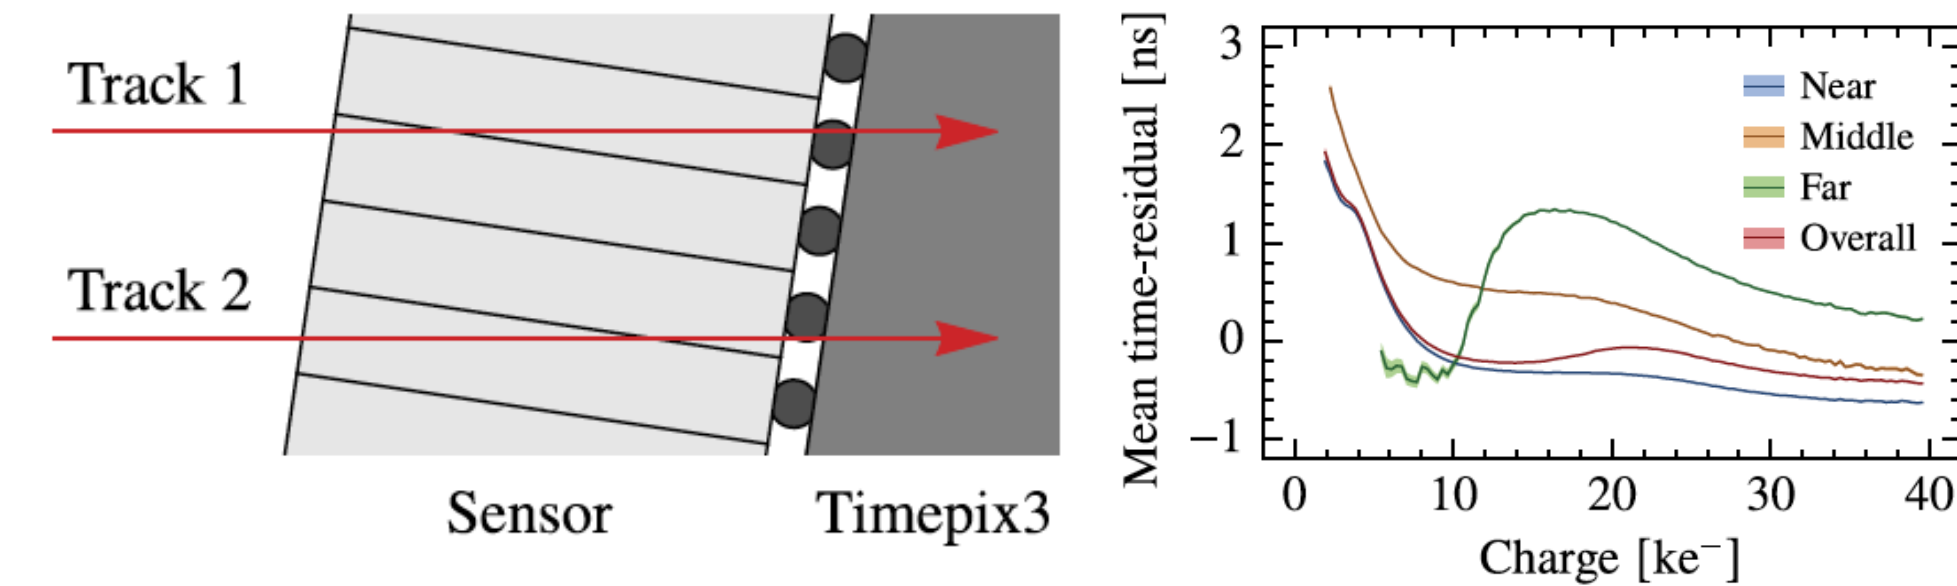 Track 1
Track 2
Sensor
Timepix3
Mean time-residual [ns]
3
2
1
0
−1
0
10
20
30
40
Charge [ke⁻]
Near
Middle
Far
Overall